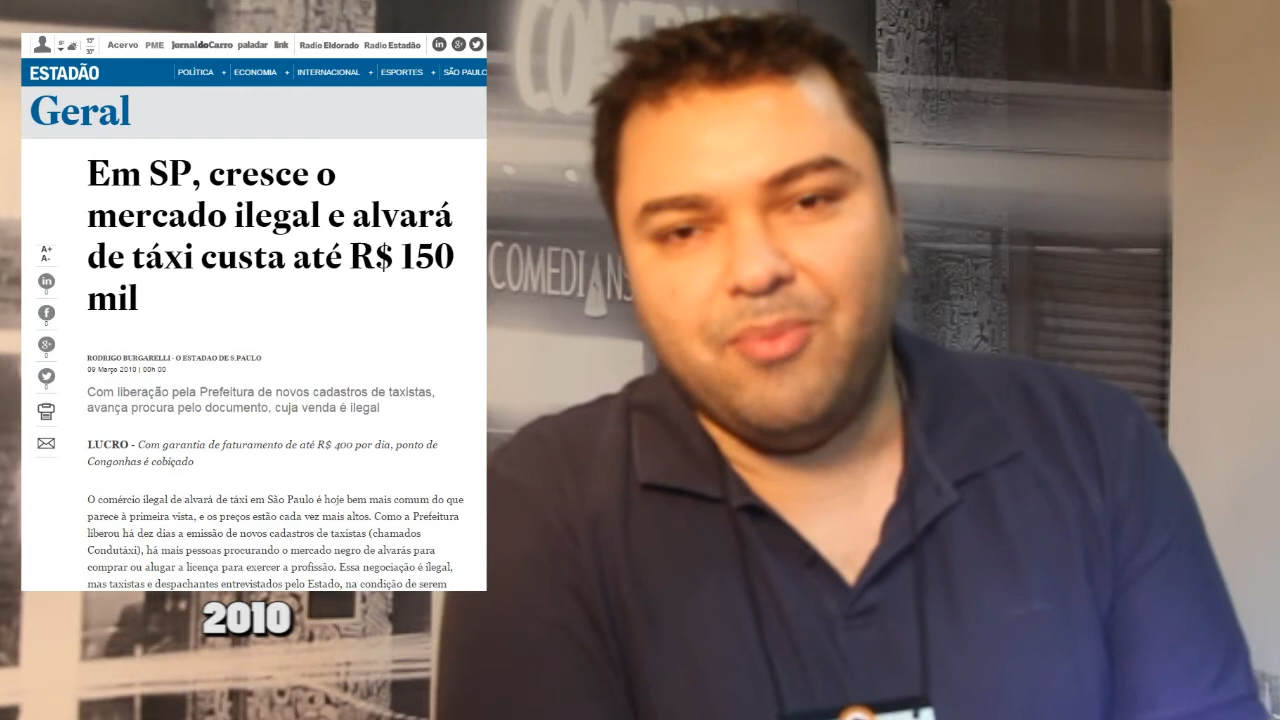 Acervo PME Jornal do Carro paladar link Rádio Eldorado Rádio Estadão
ESTADÃO POLÍTICA + ECONOMIA + INTERNACIONAL + ESPORTES + SÃO PAULO
Geral
Em SP, cresce o
mercado ilegal e alvará
de táxi custa até R$ 150
mil
A+
A-
RODRIGO BURGARELLI - O ESTADAO DE S.PAULO
09 Março 2010 | 00h 00
Com liberação pela Prefeitura de novos cadastros de taxistas,
avança procura pelo documento, cuja venda é ilegal
LUCRO - Com garantia de faturamento de até R$ 400 por dia, ponto de
Congonhas é cobiçado
O comércio ilegal de alvará de táxi em São Paulo é hoje bem mais comum do que
parece à primeira vista, e os preços estão cada vez mais altos. Como a Prefeitura
liberou há dez dias a emissão de novos cadastros de taxistas (chamados
Condutáxi), há mais pessoas procurando o mercado negro de alvarás para
comprar ou alugar a licença para exercer a profissão. Essa negociação é ilegal,
mas taxistas e despachantes entrevistados pelo Estado, na condição de serem
2010
COMEDIANS